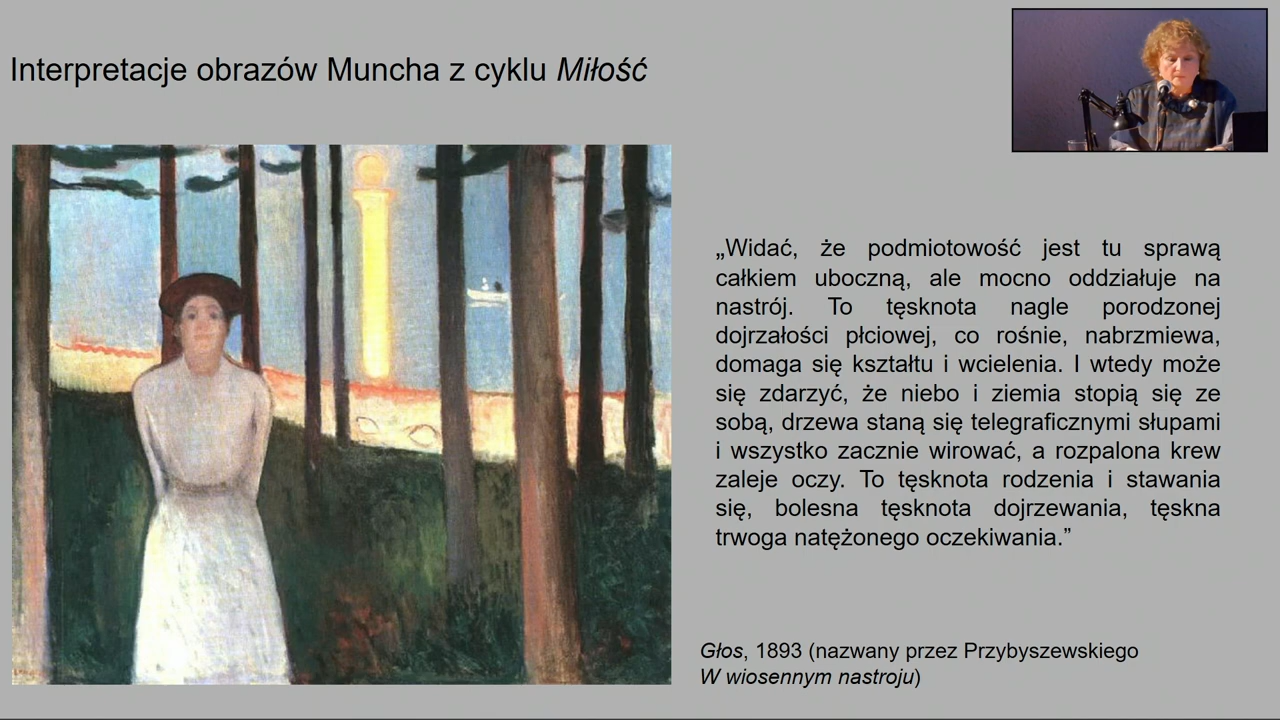 Interpretacje obrazów Muncha z cyklu Miłość
„Widać, że podmiotowość jest tu sprawą
całkiem uboczną, ale mocno oddziałuje na
nastrój. To tęsknota nagle porodzonej
dojrzałości płciowej, co rośnie, nabrzmiewa,
domaga się kształtu i wcielenia. I wtedy może
się zdarzyć, że niebo i ziemia stopią się ze
sobą, drzewa staną się telegraficznymi słupami
i wszystko zacznie wirować, a rozpalona krew
zaleje oczy. To tęsknota rodzenia i stawania
się, bolesna tęsknota dojrzewania, tęskna
trwoga natężonego oczekiwania.”
Głos, 1893 (nazwany przez Przybyszewskiego
W wiosennym nastroju)